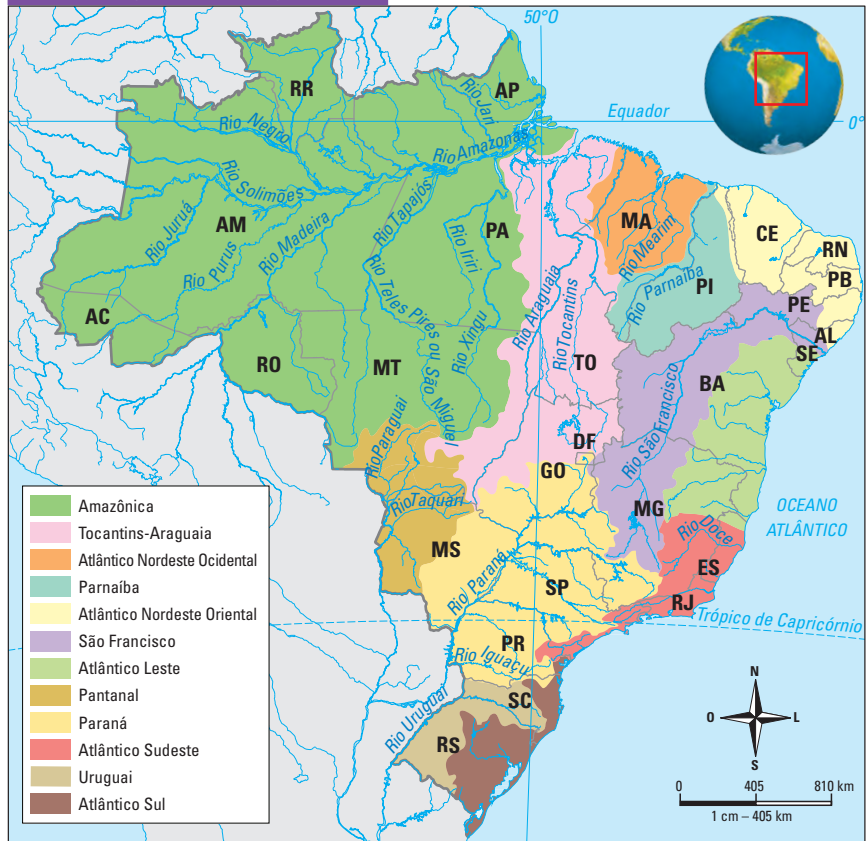 50°O
RR
AP
Rio Jari
Equador
0°
Rio Negro
Rio Amazonas
Rio Solimões
Rio Tapajós
AM
Rio Juruá
Rio Purus
Rio Madeira
PA
Rio Iriri
MA
Rio Mearim
CE
RN
PB
PI
Rio Parnaíba
PE
AL
SE
AC
RO
MT
Rio Teles Pires ou São Miguel
Rio Xingu
Rio Araguaia
Rio Tocantins
TO
BA
Rio São Francisco
DF
GO
Rio Paraguai
Rio Taquari
MS
MG
Rio Doce
ES
OCEANO
ATLÂNTICO
Rio Paraná
SP
RJ
Trópico de Capricórnio
PR
Rio Iguaçu
SC
Rio Uruguai
RS
Amazônica
Tocantins-Araguaia
Atlântico Nordeste Ocidental
Parnaíba
Atlântico Nordeste Oriental
São Francisco
Atlântico Leste
Pantanal
Paraná
Atlântico Sudeste
Uruguai
Atlântico Sul
N
O
L
S
0 405 810 km
1 cm – 405 km